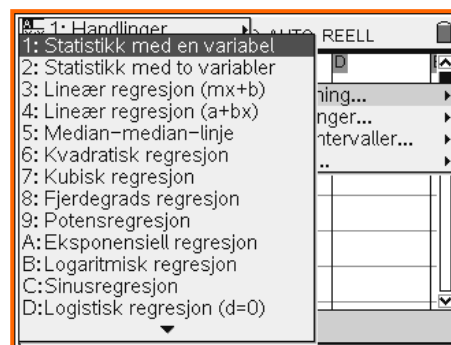 1: Handlinger
AUTO REELL
1: Statistikk med en variabel
D
2: Statistikk med to variabler
3: Lineær regresjon (mx+b)
ning...
4: Lineær regresjon (a+bx)
nger...
5: Median-median-linje
ntervaller...
6: Kvadratisk regresjon
..
7: Kubisk regresjon
8: Fjerdegrads regresjon
9: Potensregresjon
A:Eksponensiell regresjon
B:Logaritmisk regresjon
C:Sinusregresjon
D:Logistisk regresjon (d=0)